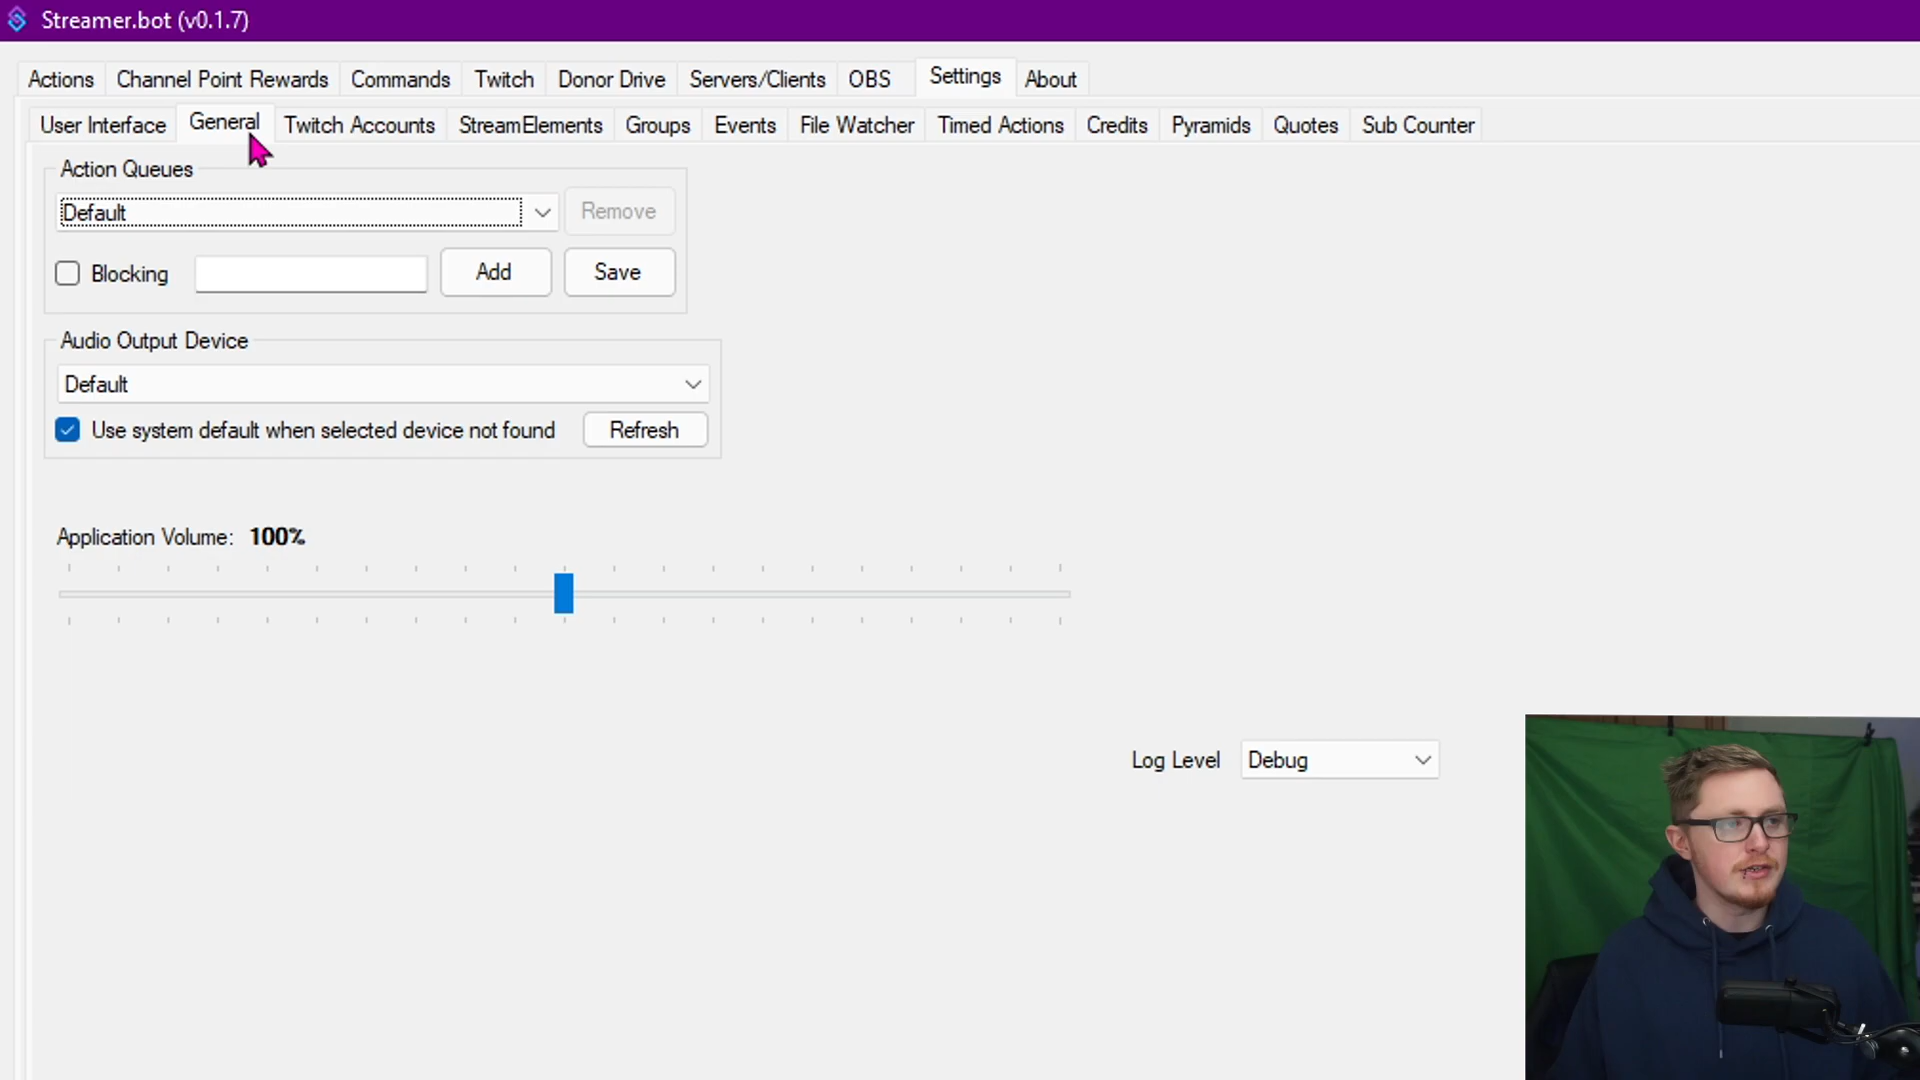 Streamer.bot (v0.1.7)
Actions Channel Point Rewards Commands Twitch Donor Drive Servers/Clients OBS Settings About
User Interface General Twitch Accounts StreamElements Groups Events File Watcher Timed Actions Credits Pyramids Quotes Sub Counter
Action Queues
Default Remove
Blocking Add Save
Audio Output Device
Default
Use system default when selected device not found Refresh
Application Volume: 100%
Log Level Debug